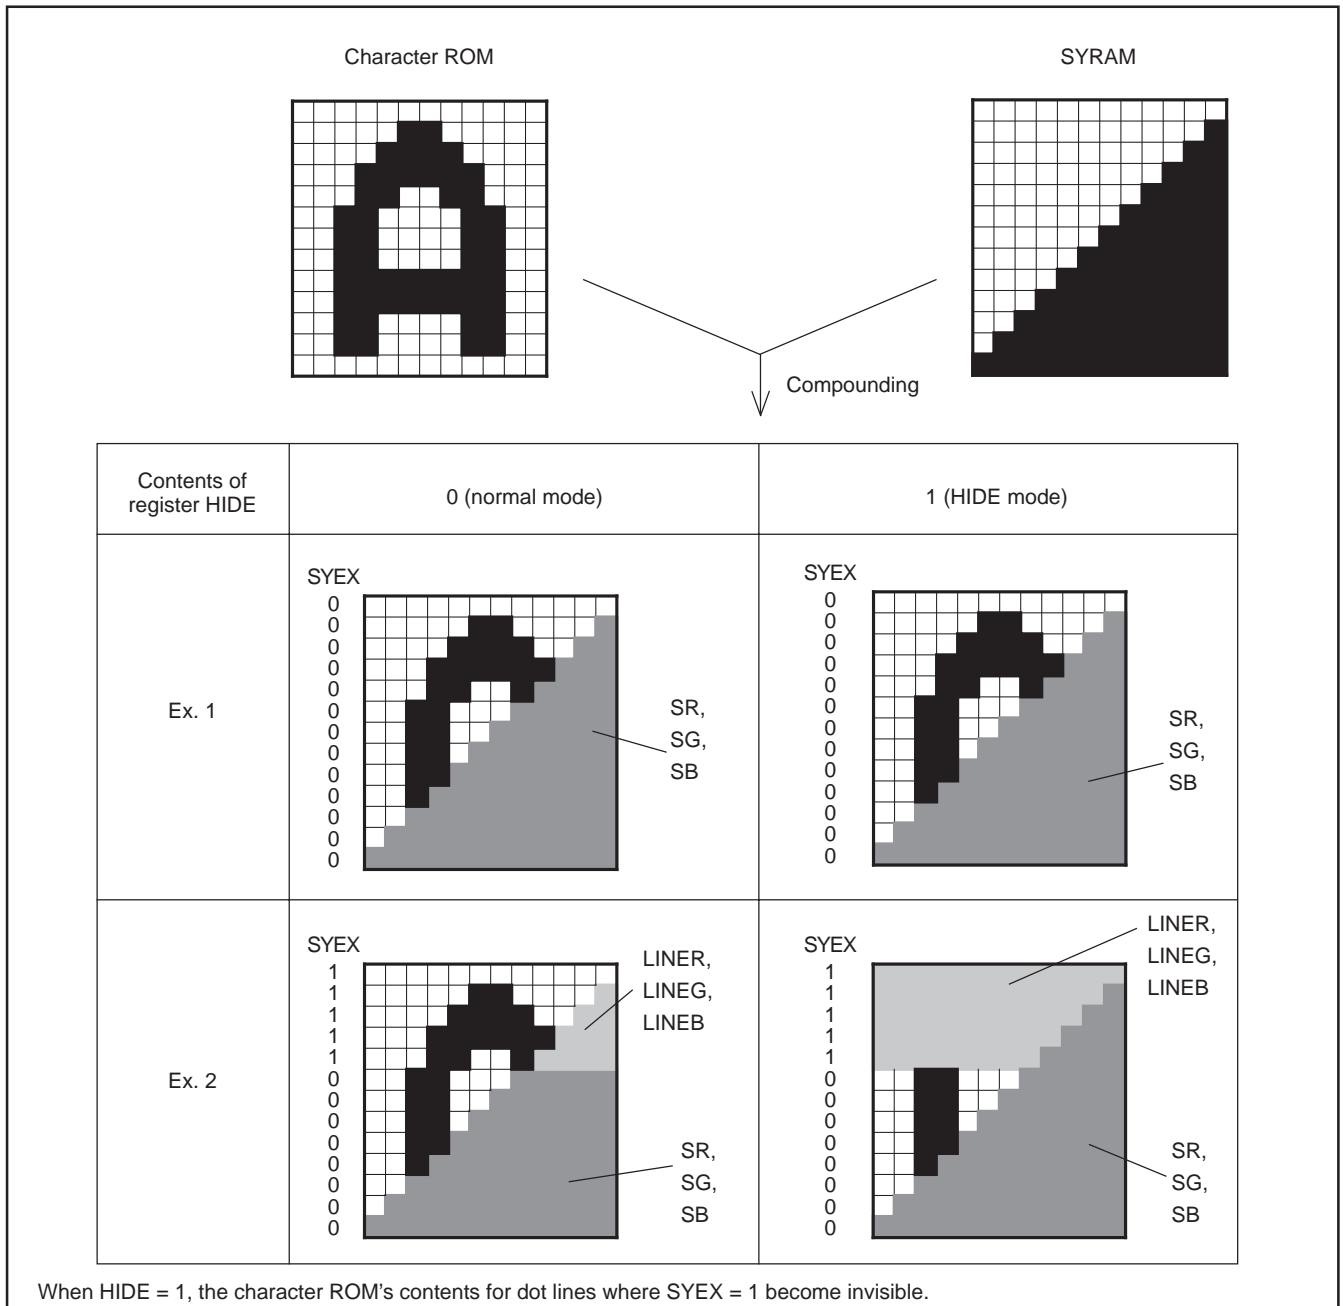 Character ROM
SYRAM
Compounding
Contents of
register HIDE
0 (normal mode)
1 (HIDE mode)
Ex. 1
SYEX
0
0
0
0
0
0
0
0
0
0
0
0
0
SR,
SG,
SB
SYEX
0
0
0
0
0
0
0
0
0
0
0
0
0
SR,
SG,
SB
Ex. 2
SYEX
1
1
1
1
1
0
0
0
0
0
0
0
0
LINER,
LINEG,
LINEB
SR,
SG,
SB
SYEX
1
1
1
1
1
0
0
0
0
0
0
0
0
LINER,
LINEG,
LINEB
SR,
SG,
SB
When HIDE = 1, the character ROM's contents for dot lines where SYEX = 1 become invisible.